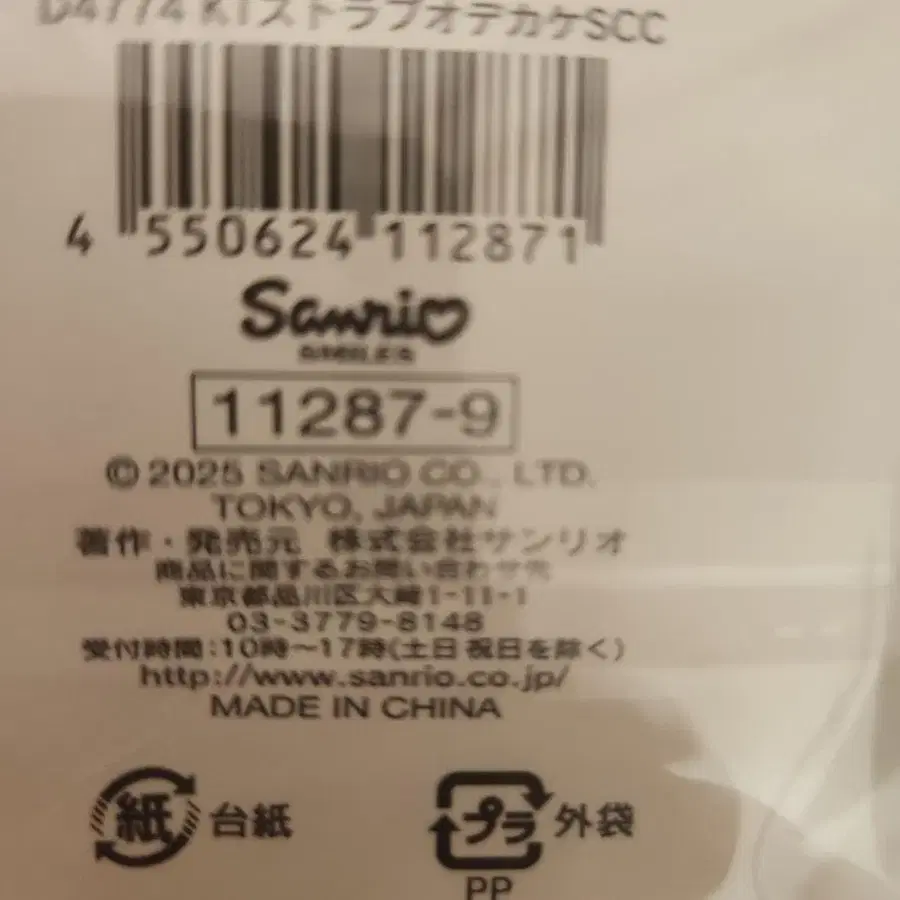 D4774 KTストラップオデカケSCC
4 550624 112871
Sanrio
SMILES
11287-9
© 2025 SANRIO CO., LTD.
TOKYO, JAPAN
著作・発売元 株式会社サンリオ
商品に関するお問い合わせ先
東京都品川区大崎1-11-1
03-3779-8148
受付時間:10時〜17時(土日祝日を除く)
http://www.sanrio.co.jp/
MADE IN CHINA
紙 台紙
プラ 外袋
PP